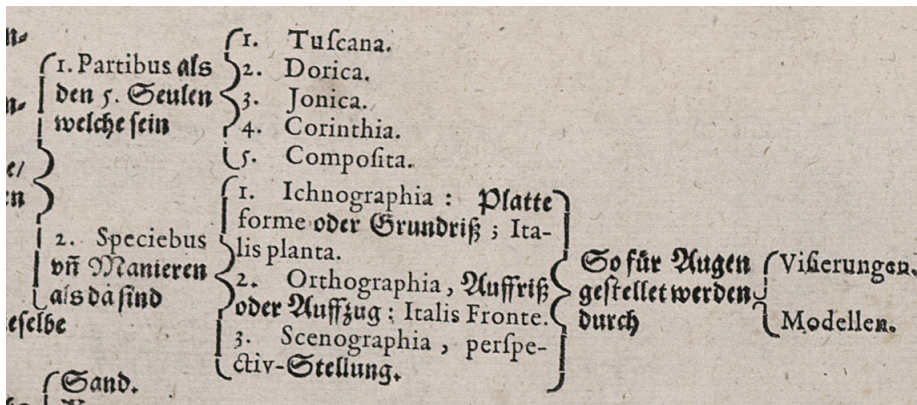 1. Partibus als
den 5. Seulen
welche sein
1. Tuſcana.
2. Dorica.
3. Jonica.
4. Corinthia.
5. Compoſita.
2. Speciebus
vñ Manieren
als da ſind
1. Ichnographia : Platte
forme oder Grundriß ; Ita-
lis planta.
2. Orthographia, Auffriß
oder Auffzug : Italis Fronte.
3. Scenographia, perſpe-
ctiv-Stellung.
So für Augen
geſtellet werden
durch
Viſierungen.
Modellen.
eſelbe
Sand.